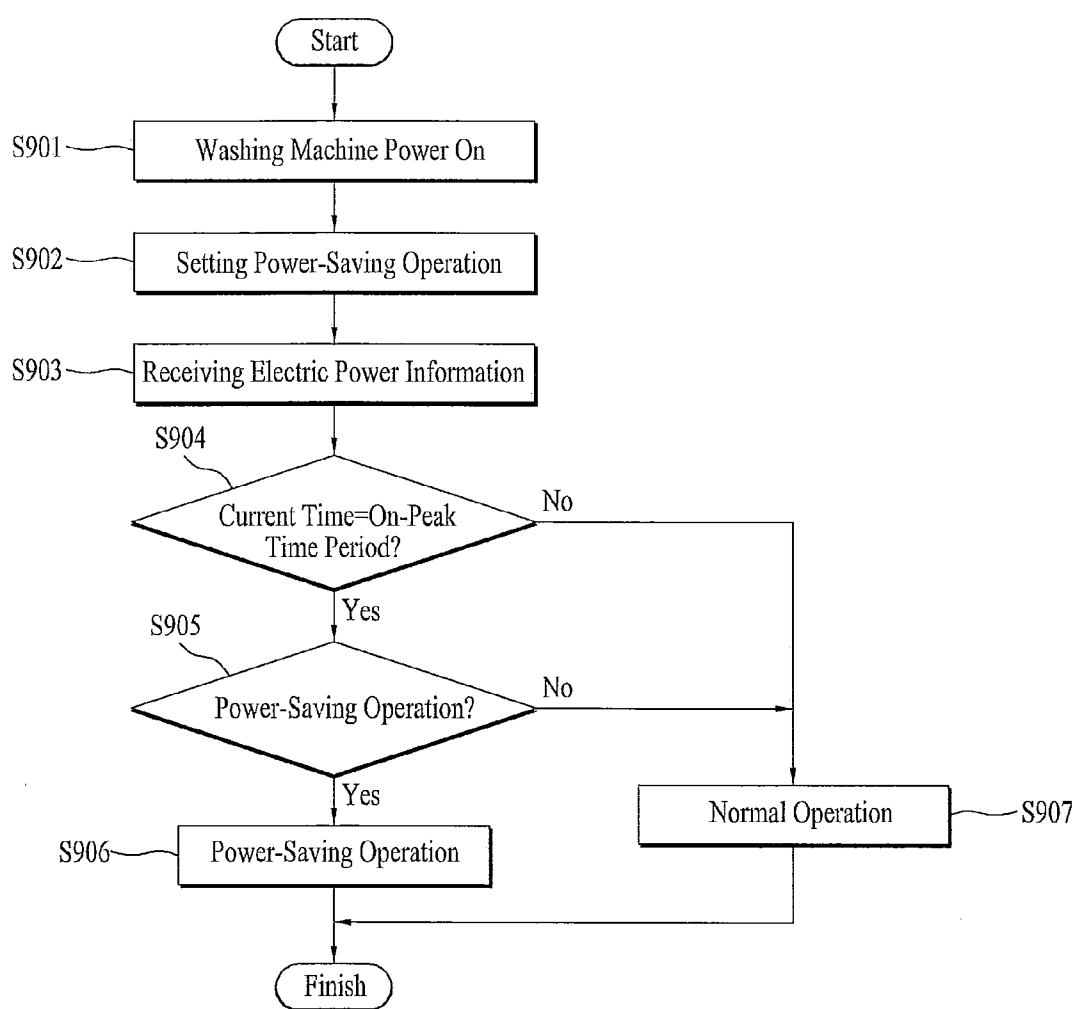 Start
S901
Washing Machine Power On
S902
Setting Power-Saving Operation
S903
Receiving Electric Power Information
S904
Current Time=On-Peak
Time Period?
No
Yes
S905
Power-Saving Operation?
No
Yes
S906
Power-Saving Operation
Normal Operation
S907
Finish